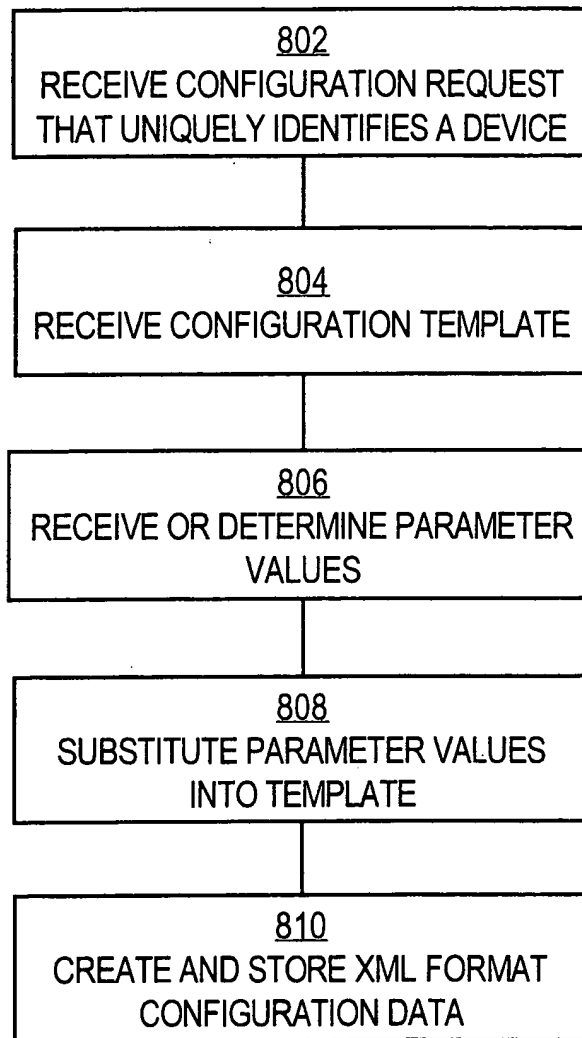 802
RECEIVE CONFIGURATION REQUEST
THAT UNIQUELY IDENTIFIES A DEVICE
804
RECEIVE CONFIGURATION TEMPLATE
806
RECEIVE OR DETERMINE PARAMETER
VALUES
808
SUBSTITUTE PARAMETER VALUES
INTO TEMPLATE
810
CREATE AND STORE XML FORMAT
CONFIGURATION DATA